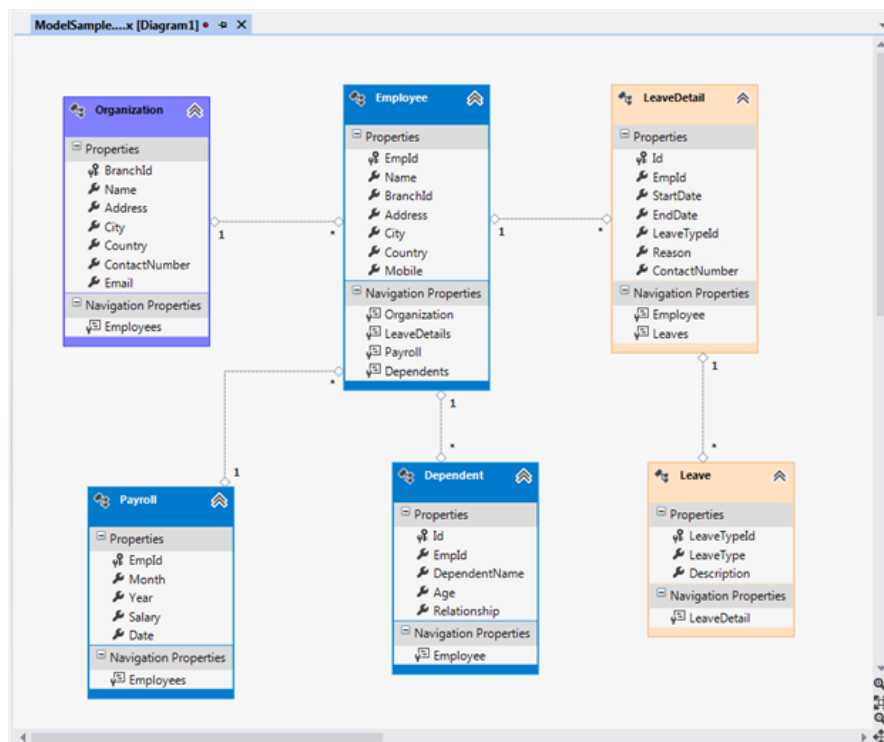 ModelSample....x [Diagram1]
Organization
Properties
BranchId
Name
Address
City
Country
ContactNumber
Email
Navigation Properties
Employees
Employee
Properties
EmpId
Name
BranchId
Address
City
Country
Mobile
Navigation Properties
Organization
LeaveDetails
Payroll
Dependents
LeaveDetail
Properties
Id
EmpId
StartDate
EndDate
LeaveTypeId
Reason
ContactNumber
Navigation Properties
Employee
Leaves
1
*
1
*
*
1
1
*
1
*
Payroll
Properties
EmpId
Month
Year
Salary
Date
Navigation Properties
Employees
Dependent
Properties
Id
EmpId
DependentName
Age
Relationship
Navigation Properties
Employee
Leave
Properties
LeaveTypeId
LeaveType
Description
Navigation Properties
LeaveDetail